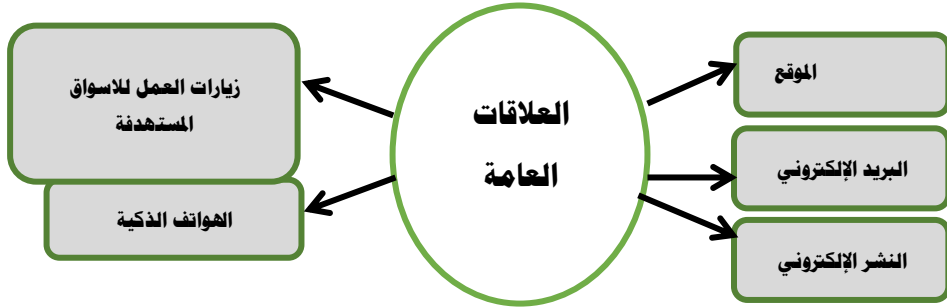 العلاقات
العامة
الموقع
البريد الإلكتروني
النشر الإلكتروني
زيارات العمل للاسواق
المستهدفة
الهواتف الذكية